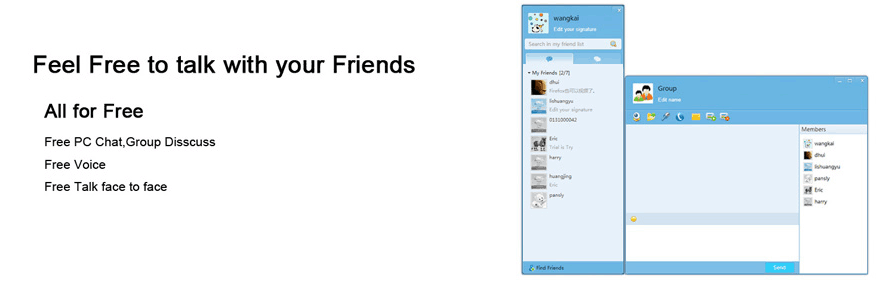 Feel Free to talk with your Friends
All for Free
Free PC Chat,Group Disscuss
Free Voice
Free Talk face to face
wangkai
Edit your signature
Search in my friend list
My Friends [2/7]
dhui
lishuangyu
Edit your signature
0131000042
Eric
Trial is Try
harry
huangjing
Eric
pansly
Find Friends
Group
Edit name
Members
wangkai
dhui
lishuangyu
pansly
Eric
harry
Send